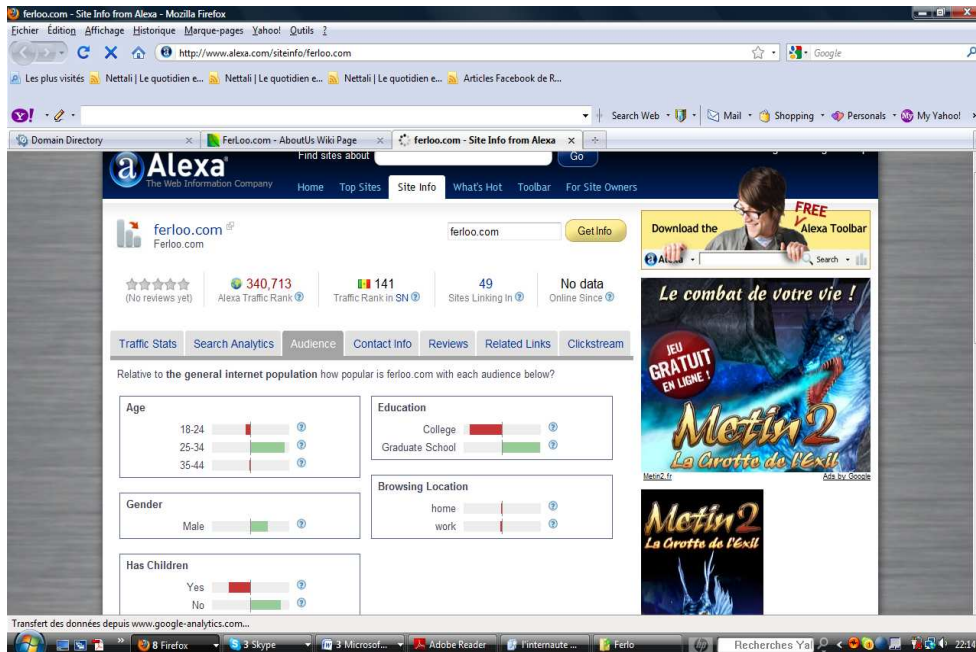 ferloo.com - Site Info from Alexa - Mozilla Firefox
Fichier Édition Affichage Historique Marque-pages Yahoo! Outils ?
http://www.alexa.com/siteinfo/ferloo.com
Google
Les plus visités Nettali | Le quotidien e... Nettali | Le quotidien e... Nettali | Le quotidien e... Articles Facebook de R...
Search Web Mail Shopping Personals My Yahoo!
Domain Directory FerLoo.com - AboutUs Wiki Page ferloo.com - Site Info from Alexa
Alexa
The Web Information Company
Find sites about Go
Home Top Sites Site Info What's Hot Toolbar For Site Owners
ferloo.com
Ferloo.com
ferloo.com Get Info
(No reviews yet)
340,713
Alexa Traffic Rank
141
Traffic Rank in SN
49
Sites Linking In
No data
Online Since
Traffic Stats Search Analytics Audience Contact Info Reviews Related Links Clickstream
Relative to the general internet population how popular is ferloo.com with each audience below?
Age
18-24
25-34
35-44
Education
College
Graduate School
Gender
Male
Browsing Location
home
work
Has Children
Yes
No
Download the FREE Alexa Toolbar
Search
Le combat de votre vie !
JEU
GRATUIT
EN LIGNE !
Metin2
La Grotte de l'Exil
Metin2.fr Ads by Google
Metin2
La Grotte de l'Exil
Transfert des données depuis www.google-analytics.com...
8 Firefox 3 Skype 3 Microsof... Adobe Reader l'internaute ... Ferlo
hp
Recherches Ya
22:14